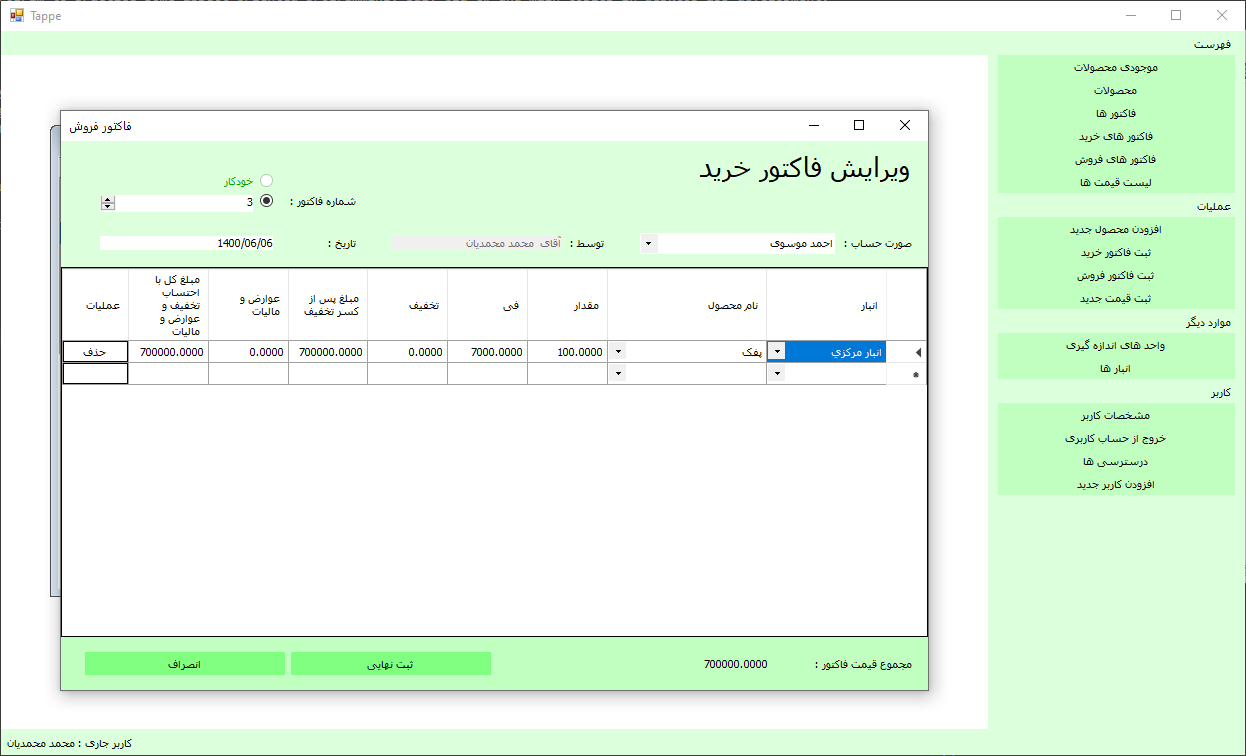 Tappe
فهرست
موجودی محصولات
محصولات
فاکتور ها
فاکتور های خرید
فاکتور های فروش
لیست قیمت ها
عملیات
افزودن محصول جدید
ثبت فاکتور خرید
ثبت فاکتور فروش
ثبت قیمت جدید
موارد دیگر
واحد های اندازه گیری
انبار ها
کاربر
مشخصات کاربر
خروج از حساب کاربری
درسترسی ها
افزودن کاربر جدید
فاکتور فروش
ویرایش فاکتور خرید
خودکار
شماره فاکتور : 3
صورت حساب : احمد موسوی توسط : آقای محمد محمدیان تاریخ : 1400/06/06
انبار نام محصول مقدار فی تخفیف مبلغ پس از کسر تخفیف عوارض و مالیات مبلغ کل با احتساب تخفیف و عوارض و مالیات عملیات
انبار مرکزي پفک 100.0000 7000.0000 0.0000 700000.0000 0.0000 700000.0000 حذف
مجموع قیمت فاکتور : 700000.0000 ثبت نهایی انصراف
کاربر جاری : محمد محمدیان